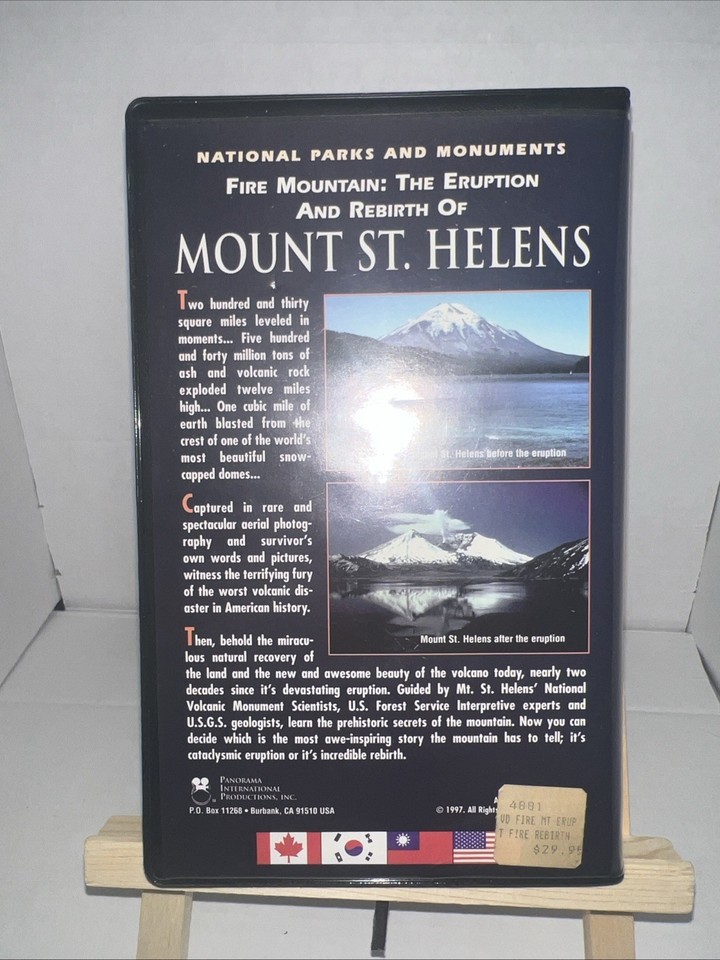 NATIONAL PARKS AND MONUMENTS
FIRE MOUNTAIN: THE ERUPTION
AND REBIRTH OF
MOUNT ST. HELENS
Two hundred and thirty
square miles leveled in
moments... Five hundred
and forty million tons of
ash and volcanic rock
exploded twelve miles
high... One cubic mile of
earth blasted from the
crest of one of the world's
most beautiful snow-
capped domes...
St. Helens before the eruption
Captured in rare and
spectacular aerial photog-
raphy and survivor's
own words and pictures,
witness the terrifying fury
of the worst volcanic dis-
aster in American history.
Mount St. Helens after the eruption
Then, behold the miracu-
lous natural recovery of
the land and the new and awesome beauty of the volcano today, nearly two
decades since it's devastating eruption. Guided by Mt. St. Helens' National
Volcanic Monument Scientists, U.S. Forest Service Interpretive experts and
U.S.G.S. geologists, learn the prehistoric secrets of the mountain. Now you can
decide which is the most awe-inspiring story the mountain has to tell; it's
cataclysmic eruption or it's incredible rebirth.
PANORAMA
INTERNATIONAL
PRODUCTIONS, INC.
P.O. Box 11268 • Burbank, CA 91510 USA
© 1997. All Rights
4881
VD FIRE MT ERUP
T FIRE REBIRTH
$29.95